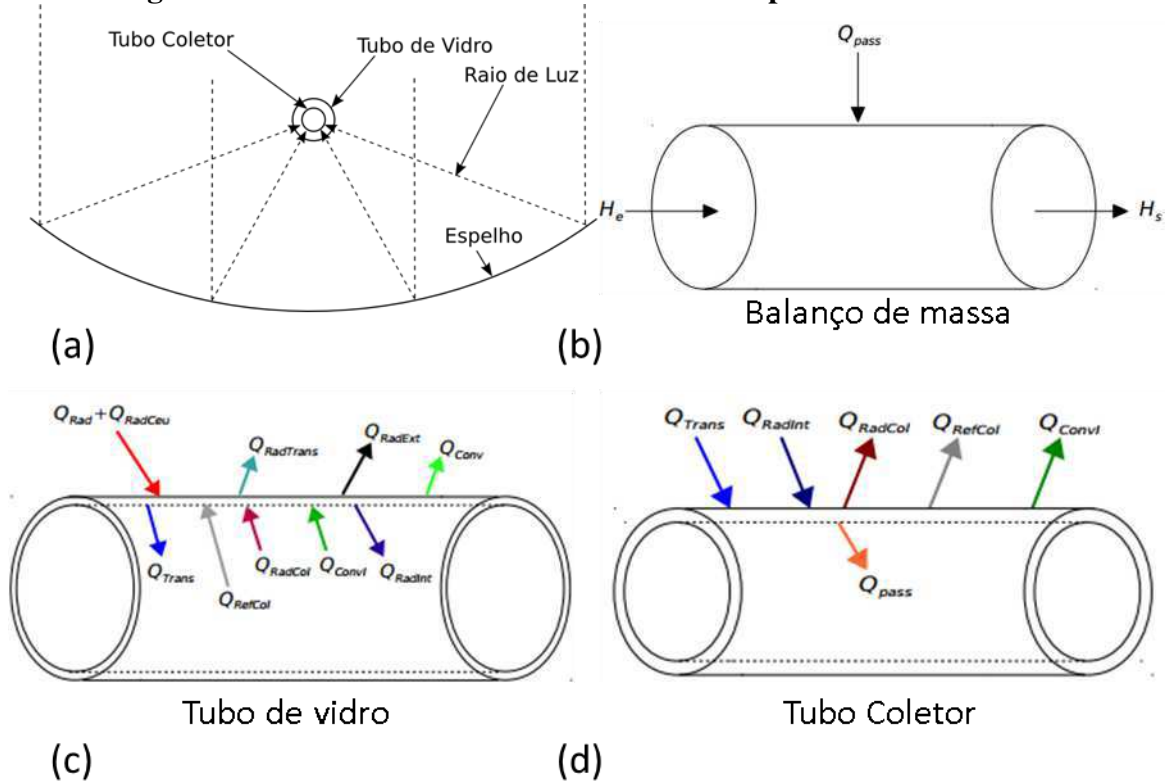 Tubo Coletor
Tubo de Vidro
Raio de Luz
Espelho
(a)
Q_pass
H_e
H_s
Balanço de massa
(b)
Q_Rad + Q_RadCeu
Q_RadTrans
Q_RadExt
Q_Conv
Q_Trans
Q_RefCol
Q_RadCol
Q_ConvI
Q_RadInt
Tubo de vidro
(c)
Q_Trans
Q_RadInt
Q_RadCol
Q_RefCol
Q_ConvI
Q_pass
Tubo Coletor
(d)